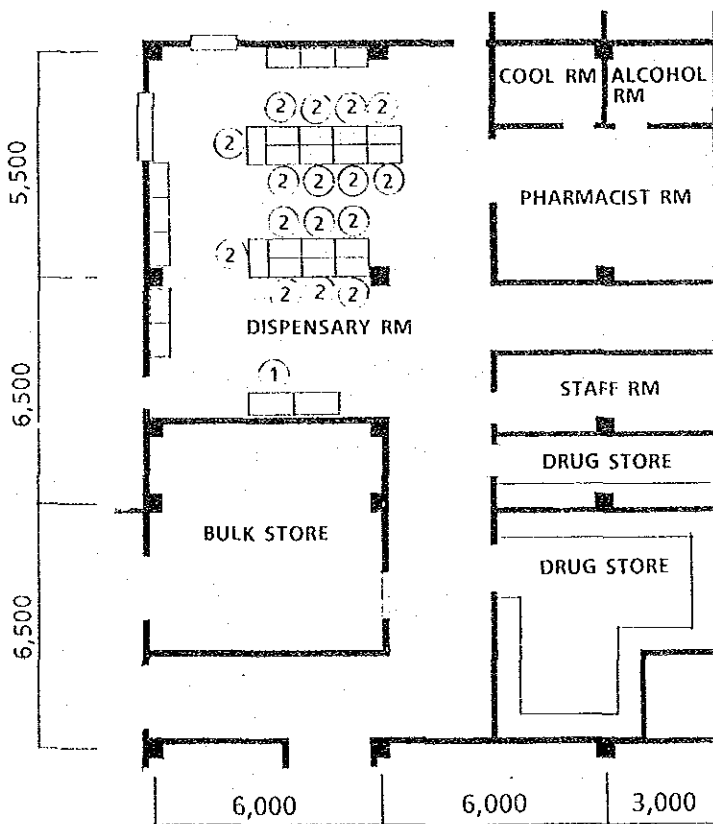 COOL RM ALCOHOL RM
2 2 2 2
2
2 2 2 2
PHARMACIST RM
5,500
2 2 2
2
2 2 2
DISPENSARY RM
1
STAFF RM
6,500
DRUG STORE
BULK STORE
DRUG STORE
6,500
6,000 6,000 3,000